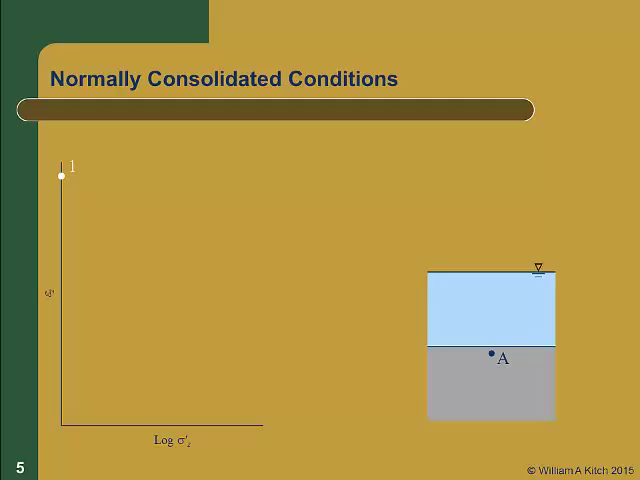 Normally Consolidated Conditions
1
A
Log σ'z
5
© William A Kitch 2015